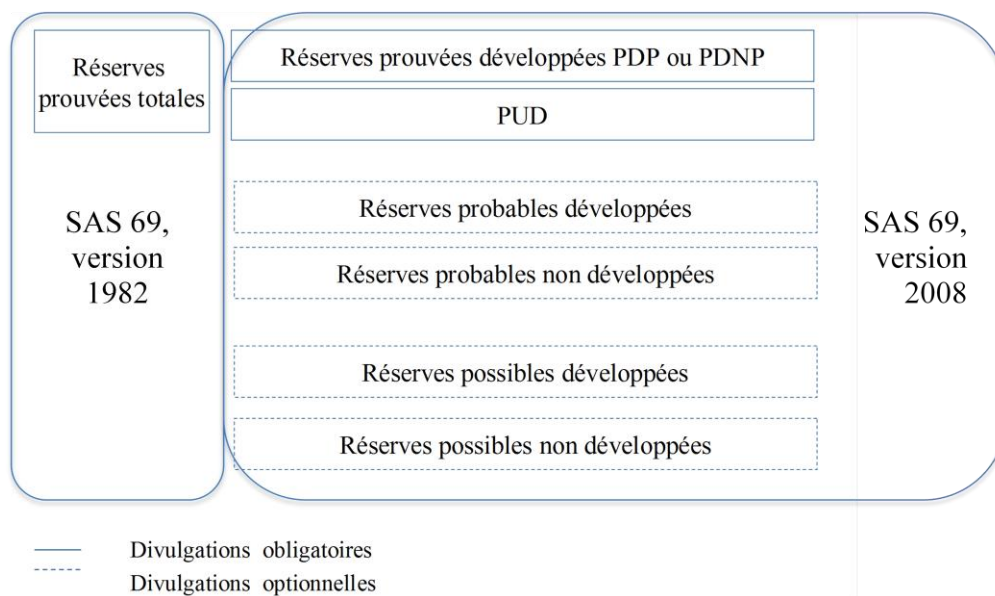 Réserves
prouvées totales
SAS 69,
version
1982
Réserves prouvées développées PDP ou PDNP
PUD
Réserves probables développées
Réserves probables non développées
Réserves possibles développées
Réserves possibles non développées
SAS 69,
version
2008
Divulgations obligatoires
Divulgations optionnelles